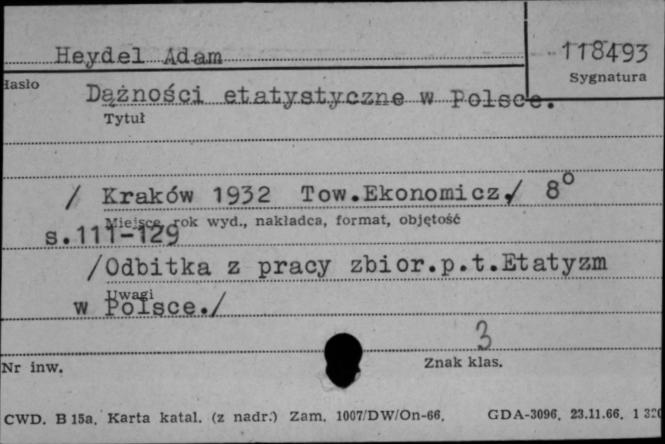 Heydel Adam
118493
Hasło
Sygnatura
Dążności etatystyczne w Polsce.
Tytuł
/ Kraków 1932 Tow.Ekonomicz,/ 8°
Miejsce, rok wyd., nakładca, format, objętość
s.111-129
/Odbitka z pracy zbior.p.t.Etatyzm
Uwagi
w Polsce./
3
Nr inw.
Znak klas.
CWD. B 15a. Karta katal. (z nadr.) Zam. 1007/DW/On-66. GDA-3096. 23.11.66. 1 320